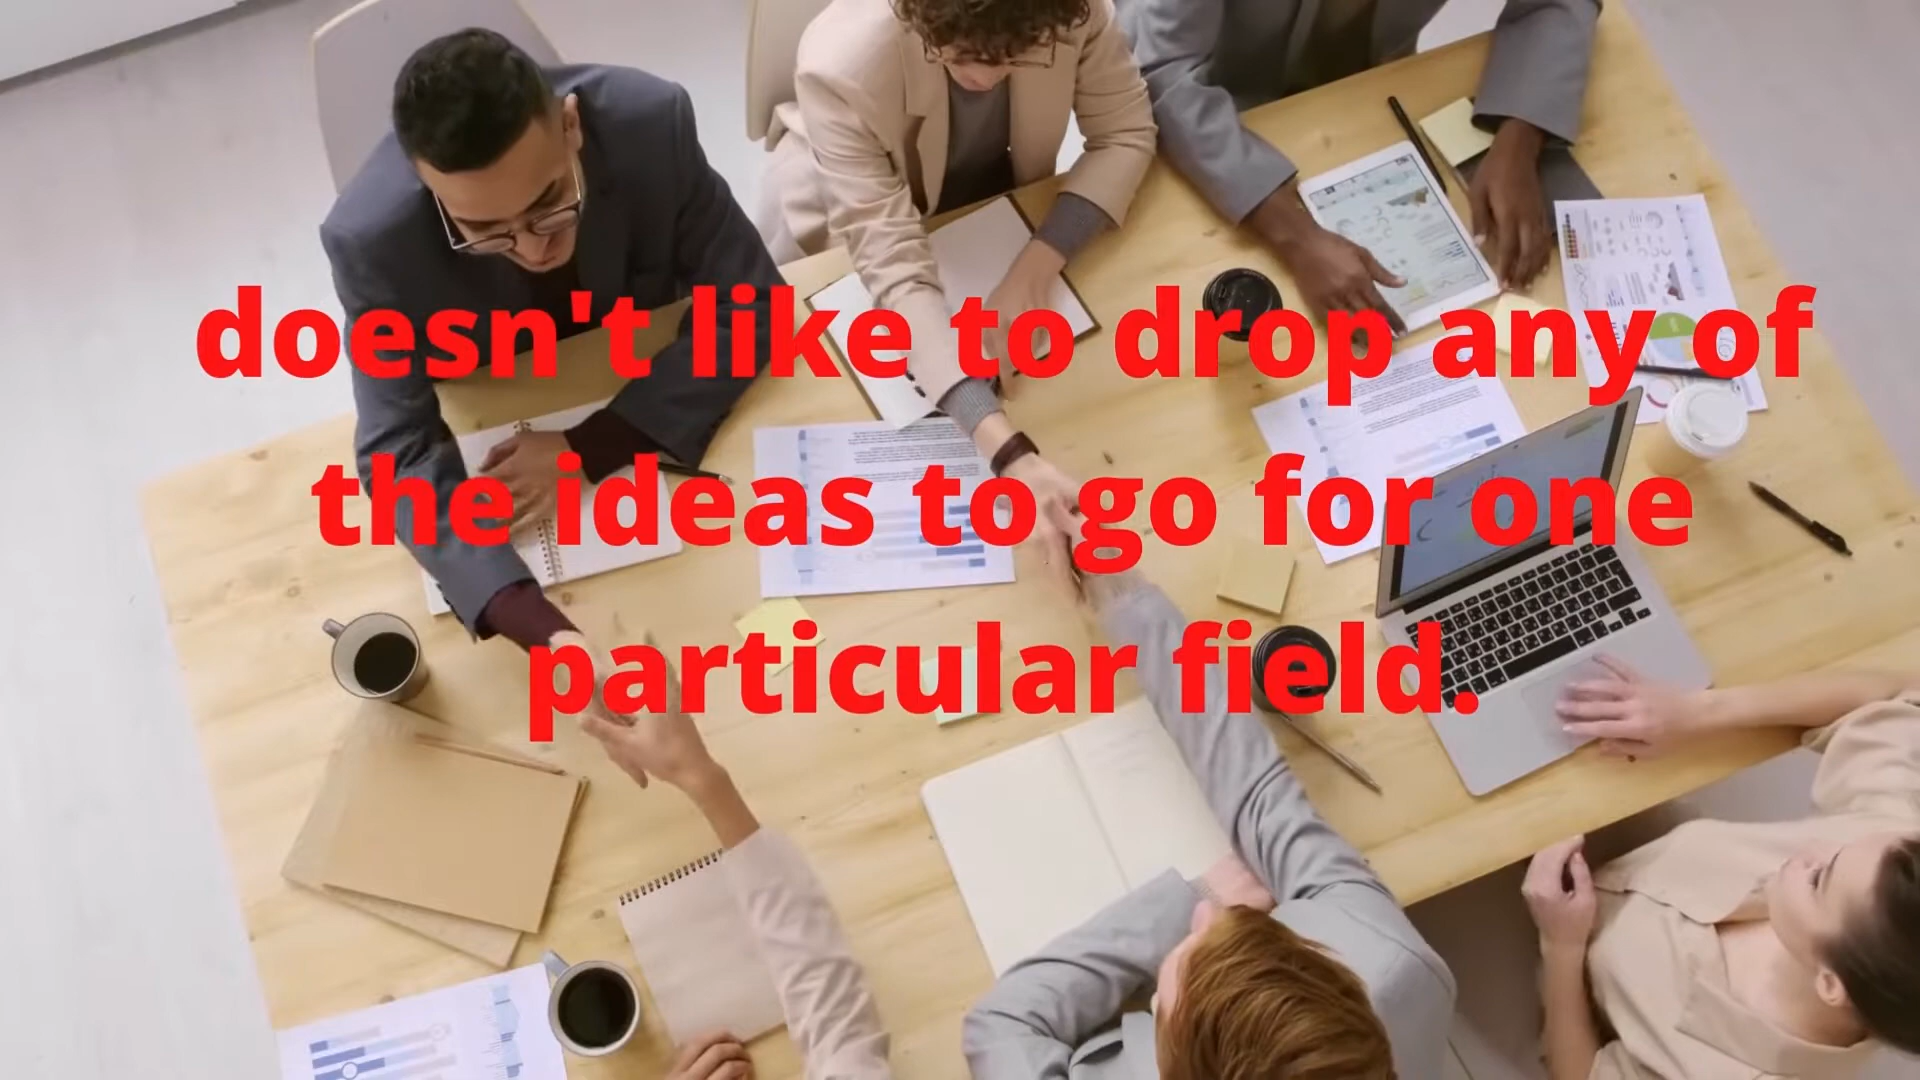 doesn't like to drop any of
the ideas to go for one
particular field.